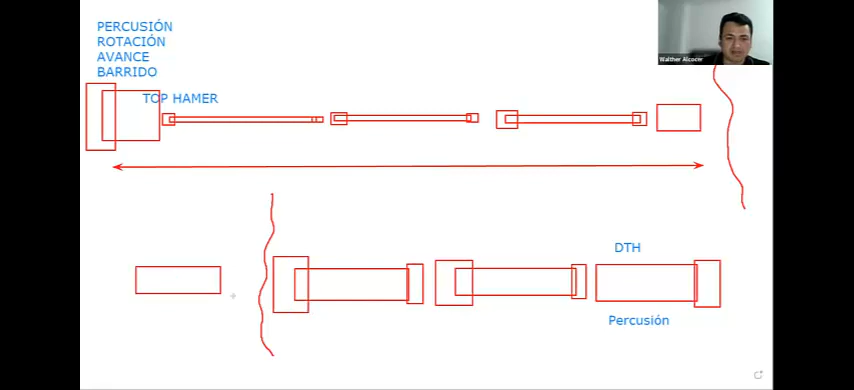 PERCUSIÓN
ROTACIÓN
AVANCE
BARRIDO
TOP HAMER
Walther Alcocer
DTH
Percusión